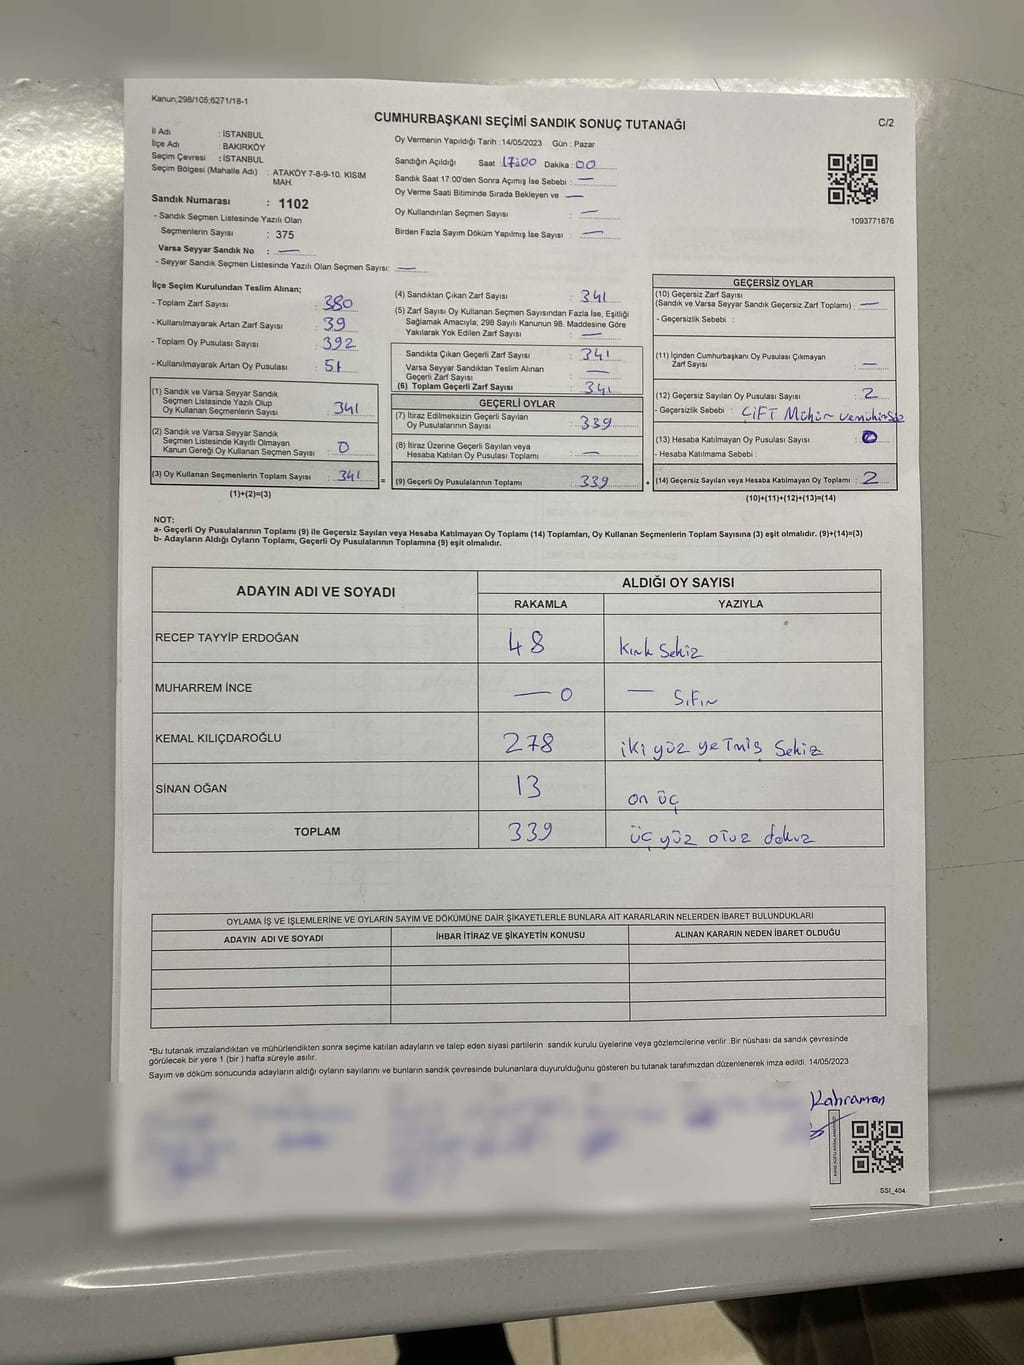 Kanun;298/105;6271/18-1
CUMHURBAŞKANI SEÇİMİ SANDIK SONUÇ TUTANAĞI
C/2
İl Adı : İSTANBUL
İlçe Adı : BAKIRKÖY
Seçim Çevresi : İSTANBUL
Seçim Bölgesi (Mahalle Adı) : ATAKÖY 7-8-9-10. KISIM
MAH.
Sandık Numarası : 1102
- Sandık Seçmen Listesinde Yazılı Olan
Seçmenlerin Sayısı : 375
Varsa Seyyar Sandık No : —
- Seyyar Sandık Seçmen Listesinde Yazılı Olan Seçmen Sayısı: —
Oy Vermenin Yapıldığı Tarih : 14/05/2023 Gün : Pazar
Sandığın Açıldığı Saat : 17:00 Dakika : 00
Sandık Saat 17:00'den Sonra Açımış İse Sebebi : —
Oy Verme Saati Bitiminde Sırada Bekleyen ve —
Oy Kullandırılan Seçmen Sayısı : —
Birden Fazla Sayım Döküm Yapılmış İse Sayısı : —
1093771876
İlçe Seçim Kurulundan Teslim Alınan;
- Toplam Zarf Sayısı : 380
- Kullanılmayarak Artan Zarf Sayısı : 39
- Toplam Oy Pusulası Sayısı : 392
- Kullanılmayarak Artan Oy Pusulası : 51
(1) Sandık ve Varsa Seyyar Sandık
Seçmen Listesinde Yazılı Olup
Oy Kullanan Seçmenlerin Sayısı : 341
(2) Sandık ve Varsa Seyyar Sandık
Seçmen Listesinde Kayıtlı Olmayan
Kanun Gereği Oy Kullanan Seçmen Sayısı : 0
(3) Oy Kullanan Seçmenlerin Toplam Sayısı : 341 =
(1)+(2)=(3)
(4) Sandıktan Çıkan Zarf Sayısı : 341
(5) Zarf Sayısı Oy Kullanan Seçmen Sayısından Fazla İse, Eşitliği
Sağlamak Amacıyla; 298 Sayılı Kanunun 98. Maddesine Göre
Yakılarak Yok Edilen Zarf Sayısı : —
Sandıkta Çıkan Geçerli Zarf Sayısı : 341
Varsa Seyyar Sandıktan Teslim Alınan
Geçerli Zarf Sayısı : —
(6) Toplam Geçerli Zarf Sayısı : 341
GEÇERLİ OYLAR
(7) İtiraz Edilmeksizin Geçerli Sayılan
Oy Pusulalarının Sayısı : 339
(8) İtiraz Üzerine Geçerli Sayılan veya
Hesaba Katılan Oy Pusulası Toplamı : —
(9) Geçerli Oy Pusulalarının Toplamı : 339 +
GEÇERSİZ OYLAR
(10) Geçersiz Zarf Sayısı
(Sandık ve Varsa Seyyar Sandık Geçersiz Zarf Toplamı) : —
- Geçersizlik Sebebi :
(11) İçinden Cumhurbaşkanı Oy Pusulası Çıkmayan
Zarf Sayısı : —
(12) Geçersiz Sayılan Oy Pusulası Sayısı : 2
- Geçersizlik Sebebi : ÇİFT Mühür ve mühürsüz
(13) Hesaba Katılmayan Oy Pusulası Sayısı : 0
- Hesaba Katılmama Sebebi :
(14) Geçersiz Sayılan veya Hesaba Katılmayan Oy Toplamı : 2
(10)+(11)+(12)+(13)=(14)
NOT:
a- Geçerli Oy Pusulalarının Toplamı (9) ile Geçersiz Sayılan veya Hesaba Katılmayan Oy Toplamı (14) Toplamları, Oy Kullanan Seçmenlerin Toplam Sayısına (3) eşit olmalıdır. (9)+(14)=(3)
b- Adayların Aldığı Oyların Toplamı, Geçerli Oy Pusulalarının Toplamına (9) eşit olmalıdır.
ADAYIN ADI VE SOYADI ALDIĞI OY SAYISI
RAKAMLA YAZIYLA
RECEP TAYYİP ERDOĞAN 48 kırk sekiz
MUHARREM İNCE — 0 — Sıfır
KEMAL KILIÇDAROĞLU 278 iki yüz yetmiş sekiz
SİNAN OĞAN 13 on üç
TOPLAM 339 üç yüz otuz dokuz
OYLAMA İŞ VE İŞLEMLERİNE VE OYLARIN SAYIM VE DÖKÜMÜNE DAİR ŞİKAYETLERLE BUNLARA AİT KARARLARIN NELERDEN İBARET BULUNDUKLARI
ADAYIN ADI VE SOYADI İHBAR İTİRAZ VE ŞİKAYETİN KONUSU ALINAN KARARIN NEDEN İBARET OLDUĞU
*Bu tutanak imzalandıktan ve mühürlendikten sonra seçime katılan adayların ve talep eden siyasi partilerin sandık kurulu üyelerine veya gözlemcilerine verilir. Bir nüshası da sandık çevresinde
görülecek bir yere 1 (bir ) hafta süreyle asılır.
Sayım ve döküm sonucunda adayların aldığı oyların sayılarını ve bunların sandık çevresinde bulunanlara duyurulduğunu gösteren bu tutanak tarafımızdan düzenlenerek imza edildi. 14/05/2023
Kahraman
SSI_404